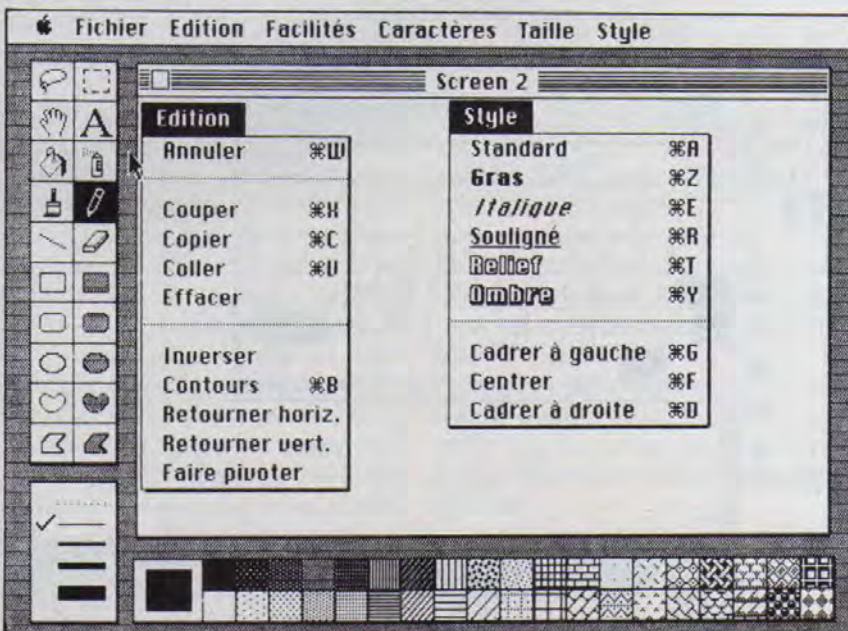 Fichier Edition Facilités Caractères Taille Style
Screen 2
A
Edition
Annuler ⌘W
Couper ⌘X
Copier ⌘C
Coller ⌘V
Effacer
Inverser
Contours ⌘B
Retourner horiz.
Retourner vert.
Faire pivoter
Style
Standard ⌘A
Gras ⌘Z
Italique ⌘E
Souligné ⌘R
Relief ⌘T
Ombre ⌘Y
Cadrer à gauche ⌘G
Centrer ⌘F
Cadrer à droite ⌘D